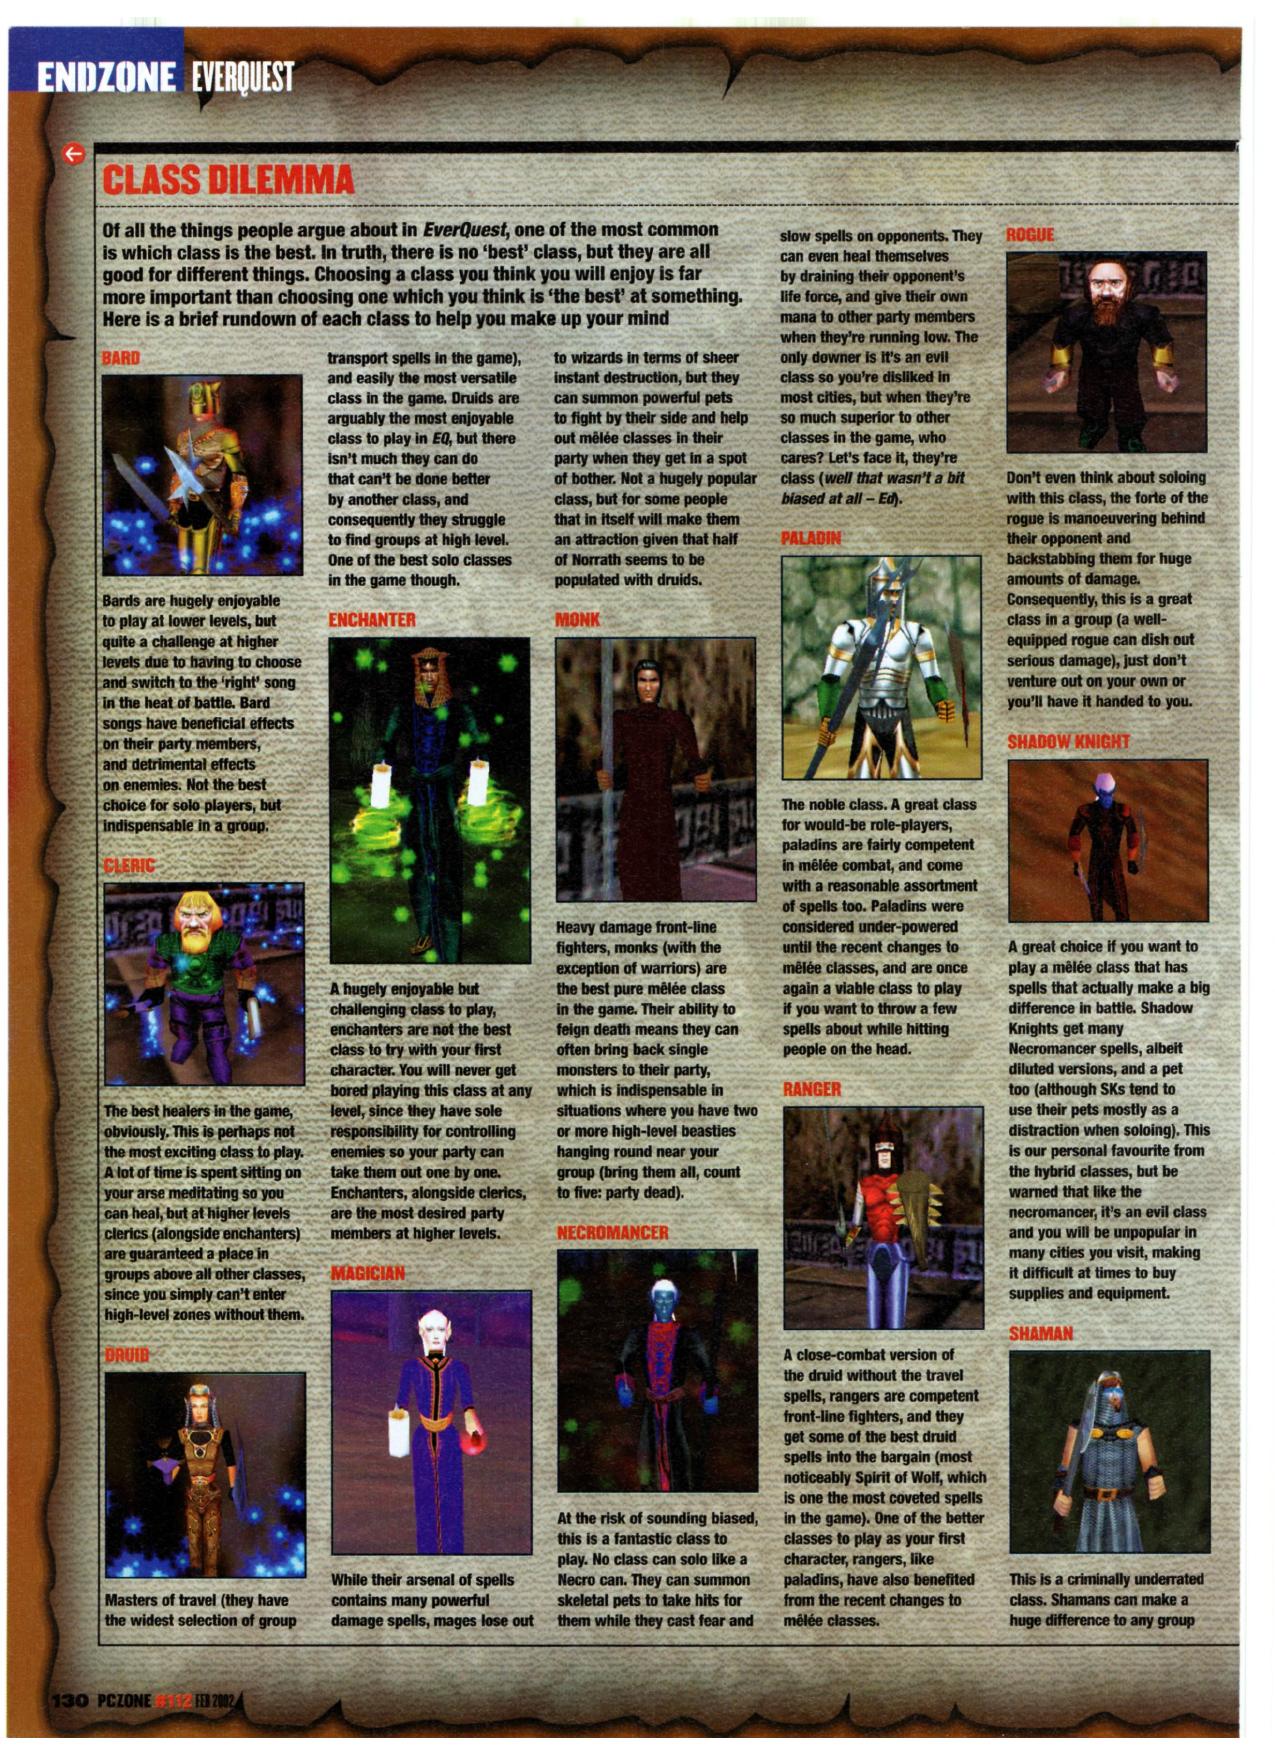 ENDZONE EVERQUEST
CLASS DILEMMA
Of all the things people argue about in EverQuest, one of the most common
is which class is the best. In truth, there is no 'best' class, but they are all
good for different things. Choosing a class you think you will enjoy is far
more important than choosing one which you think is 'the best' at something.
Here is a brief rundown of each class to help you make up your mind
BARD
Bards are hugely enjoyable
to play at lower levels, but
quite a challenge at higher
levels due to having to choose
and switch to the 'right' song
in the heat of battle. Bard
songs have beneficial effects
on their party members,
and detrimental effects
on enemies. Not the best
choice for solo players, but
indispensable in a group.
CLERIC
The best healers in the game,
obviously. This is perhaps not
the most exciting class to play.
A lot of time is spent sitting on
your arse meditating so you
can heal, but at higher levels
clerics (alongside enchanters)
are guaranteed a place in
groups above all other classes,
since you simply can't enter
high-level zones without them.
DRUID
Masters of travel (they have
the widest selection of group
transport spells in the game),
and easily the most versatile
class in the game. Druids are
arguably the most enjoyable
class to play in EQ, but there
isn't much they can do
that can't be done better
by another class, and
consequently they struggle
to find groups at high level.
One of the best solo classes
in the game though.
ENCHANTER
A hugely enjoyable but
challenging class to play,
enchanters are not the best
class to try with your first
character. You will never get
bored playing this class at any
level, since they have sole
responsibility for controlling
enemies so your party can
take them out one by one.
Enchanters, alongside clerics,
are the most desired party
members at higher levels.
MAGICIAN
While their arsenal of spells
contains many powerful
damage spells, mages lose out
to wizards in terms of sheer
instant destruction, but they
can summon powerful pets
to fight by their side and help
out mêlée classes in their
party when they get in a spot
of bother. Not a hugely popular
class, but for some people
that in itself will make them
an attraction given that half
of Norrath seems to be
populated with druids.
MONK
Heavy damage front-line
fighters, monks (with the
exception of warriors) are
the best pure mêlée class
in the game. Their ability to
feign death means they can
often bring back single
monsters to their party,
which is indispensable in
situations where you have two
or more high-level beasties
hanging round near your
group (bring them all, count
to five: party dead).
NECROMANCER
At the risk of sounding biased,
this is a fantastic class to
play. No class can solo like a
Necro can. They can summon
skeletal pets to take hits for
them while they cast fear and
slow spells on opponents. They
can even heal themselves
by draining their opponent's
life force, and give their own
mana to other party members
when they're running low. The
only downer is it's an evil
class so you're disliked in
most cities, but when they're
so much superior to other
classes in the game, who
cares? Let's face it, they're
class (well that wasn't a bit
biased at all – Ed).
PALADIN
The noble class. A great class
for would-be role-players,
paladins are fairly competent
in mêlée combat, and come
with a reasonable assortment
of spells too. Paladins were
considered under-powered
until the recent changes to
mêlée classes, and are once
again a viable class to play
if you want to throw a few
spells about while hitting
people on the head.
RANGER
A close-combat version of
the druid without the travel
spells, rangers are competent
front-line fighters, and they
get some of the best druid
spells into the bargain (most
noticeably Spirit of Wolf, which
is one the most coveted spells
in the game). One of the better
classes to play as your first
character, rangers, like
paladins, have also benefited
from the recent changes to
mêlée classes.
ROGUE
Don't even think about soloing
with this class, the forte of the
rogue is manoeuvering behind
their opponent and
backstabbing them for huge
amounts of damage.
Consequently, this is a great
class in a group (a well-
equipped rogue can dish out
serious damage), just don't
venture out on your own or
you'll have it handed to you.
SHADOW KNIGHT
A great choice if you want to
play a mêlée class that has
spells that actually make a big
difference in battle. Shadow
Knights get many
Necromancer spells, albeit
diluted versions, and a pet
too (although SKs tend to
use their pets mostly as a
distraction when soloing). This
is our personal favourite from
the hybrid classes, but be
warned that like the
necromancer, it's an evil class
and you will be unpopular in
many cities you visit, making
it difficult at times to buy
supplies and equipment.
SHAMAN
This is a criminally underrated
class. Shamans can make a
huge difference to any group
130 PCZONE #112 FEB 2002